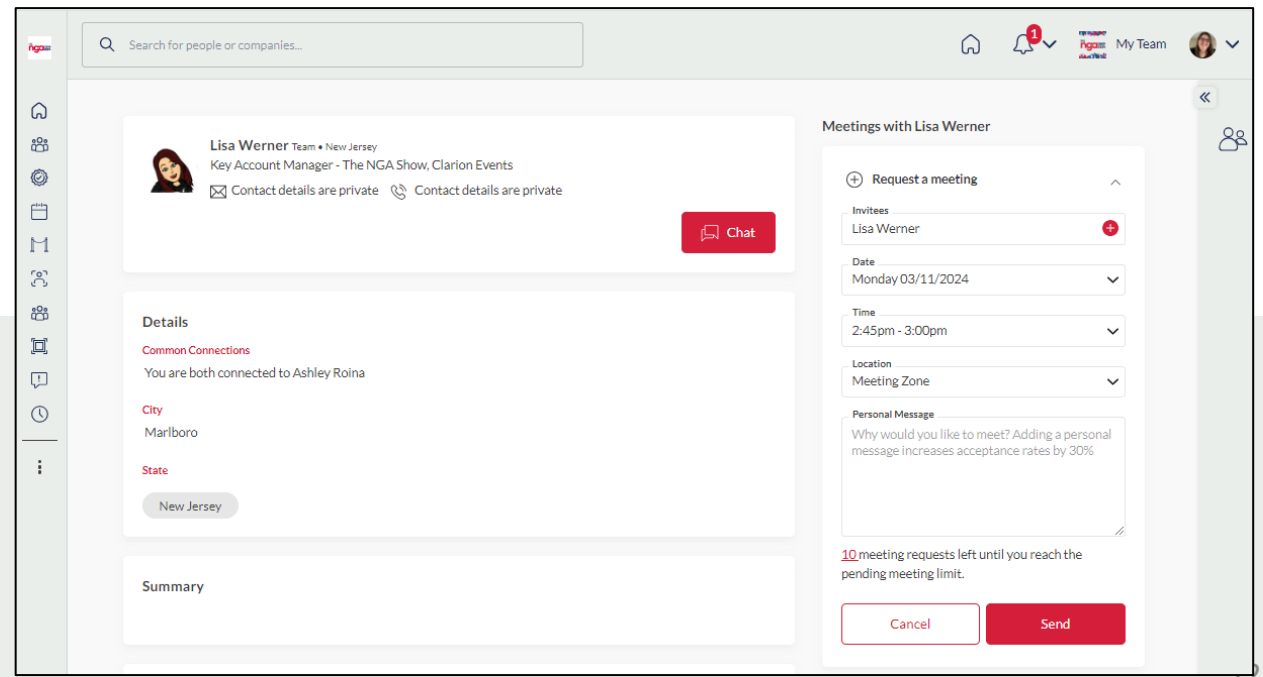 ñga
Search for people or companies...
1
ñga
My Team
Lisa Werner Team • New Jersey
Key Account Manager - The NGA Show, Clarion Events
Contact details are private Contact details are private
Chat
Details
Common Connections
You are both connected to Ashley Roina
City
Marlboro
State
New Jersey
Summary
Meetings with Lisa Werner
Request a meeting
Invitees
Lisa Werner
Date
Monday 03/11/2024
Time
2:45pm - 3:00pm
Location
Meeting Zone
Personal Message
Why would you like to meet? Adding a personal
message increases acceptance rates by 30%
10 meeting requests left until you reach the
pending meeting limit.
Cancel
Send